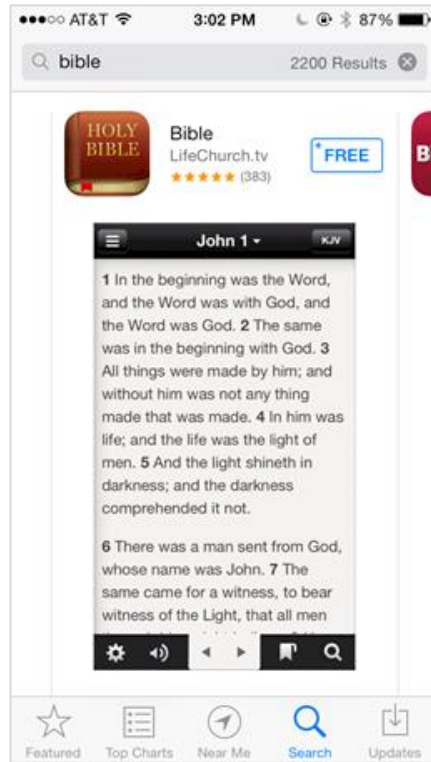 AT&T 3:02 PM 87%
bible 2200 Results
HOLY
BIBLE
Bible
LifeChurch.tv
(383)
+FREE
B
John 1
KJV
1 In the beginning was the Word,
and the Word was with God, and
the Word was God. 2 The same
was in the beginning with God. 3
All things were made by him; and
without him was not any thing
made that was made. 4 In him was
life; and the life was the light of
men. 5 And the light shineth in
darkness; and the darkness
comprehended it not.
6 There was a man sent from God,
whose name was John. 7 The
same came for a witness, to bear
witness of the Light, that all men
Featured Top Charts Near Me Search Updates